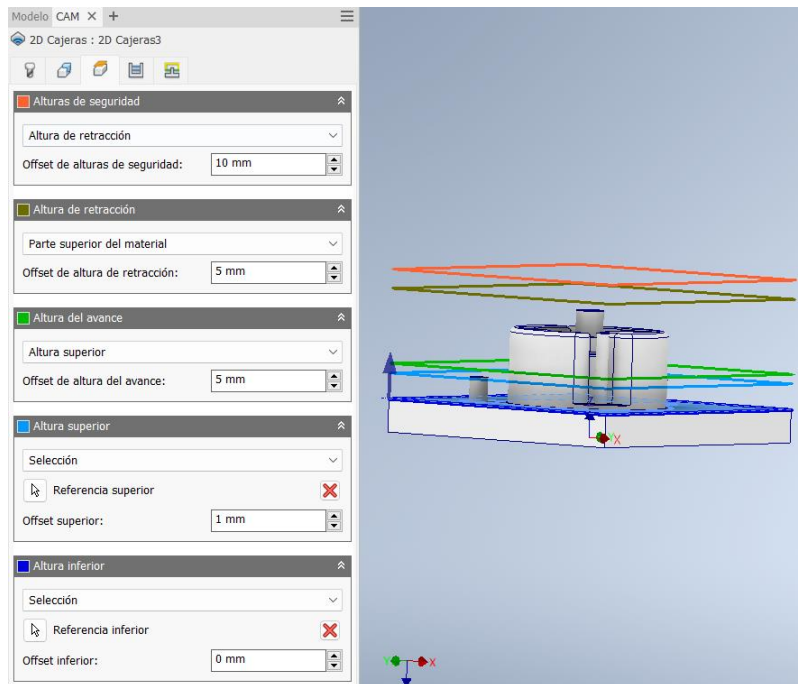 Modelo CAM × +
2D Cajeras : 2D Cajeras3
Alturas de seguridad
Altura de retracción
Offset de alturas de seguridad: 10 mm
Altura de retracción
Parte superior del material
Offset de altura de retracción: 5 mm
Altura del avance
Altura superior
Offset de altura del avance: 5 mm
Altura superior
Selección
Referencia superior
Offset superior: 1 mm
Altura inferior
Selección
Referencia inferior
Offset inferior: 0 mm
YX
Y X